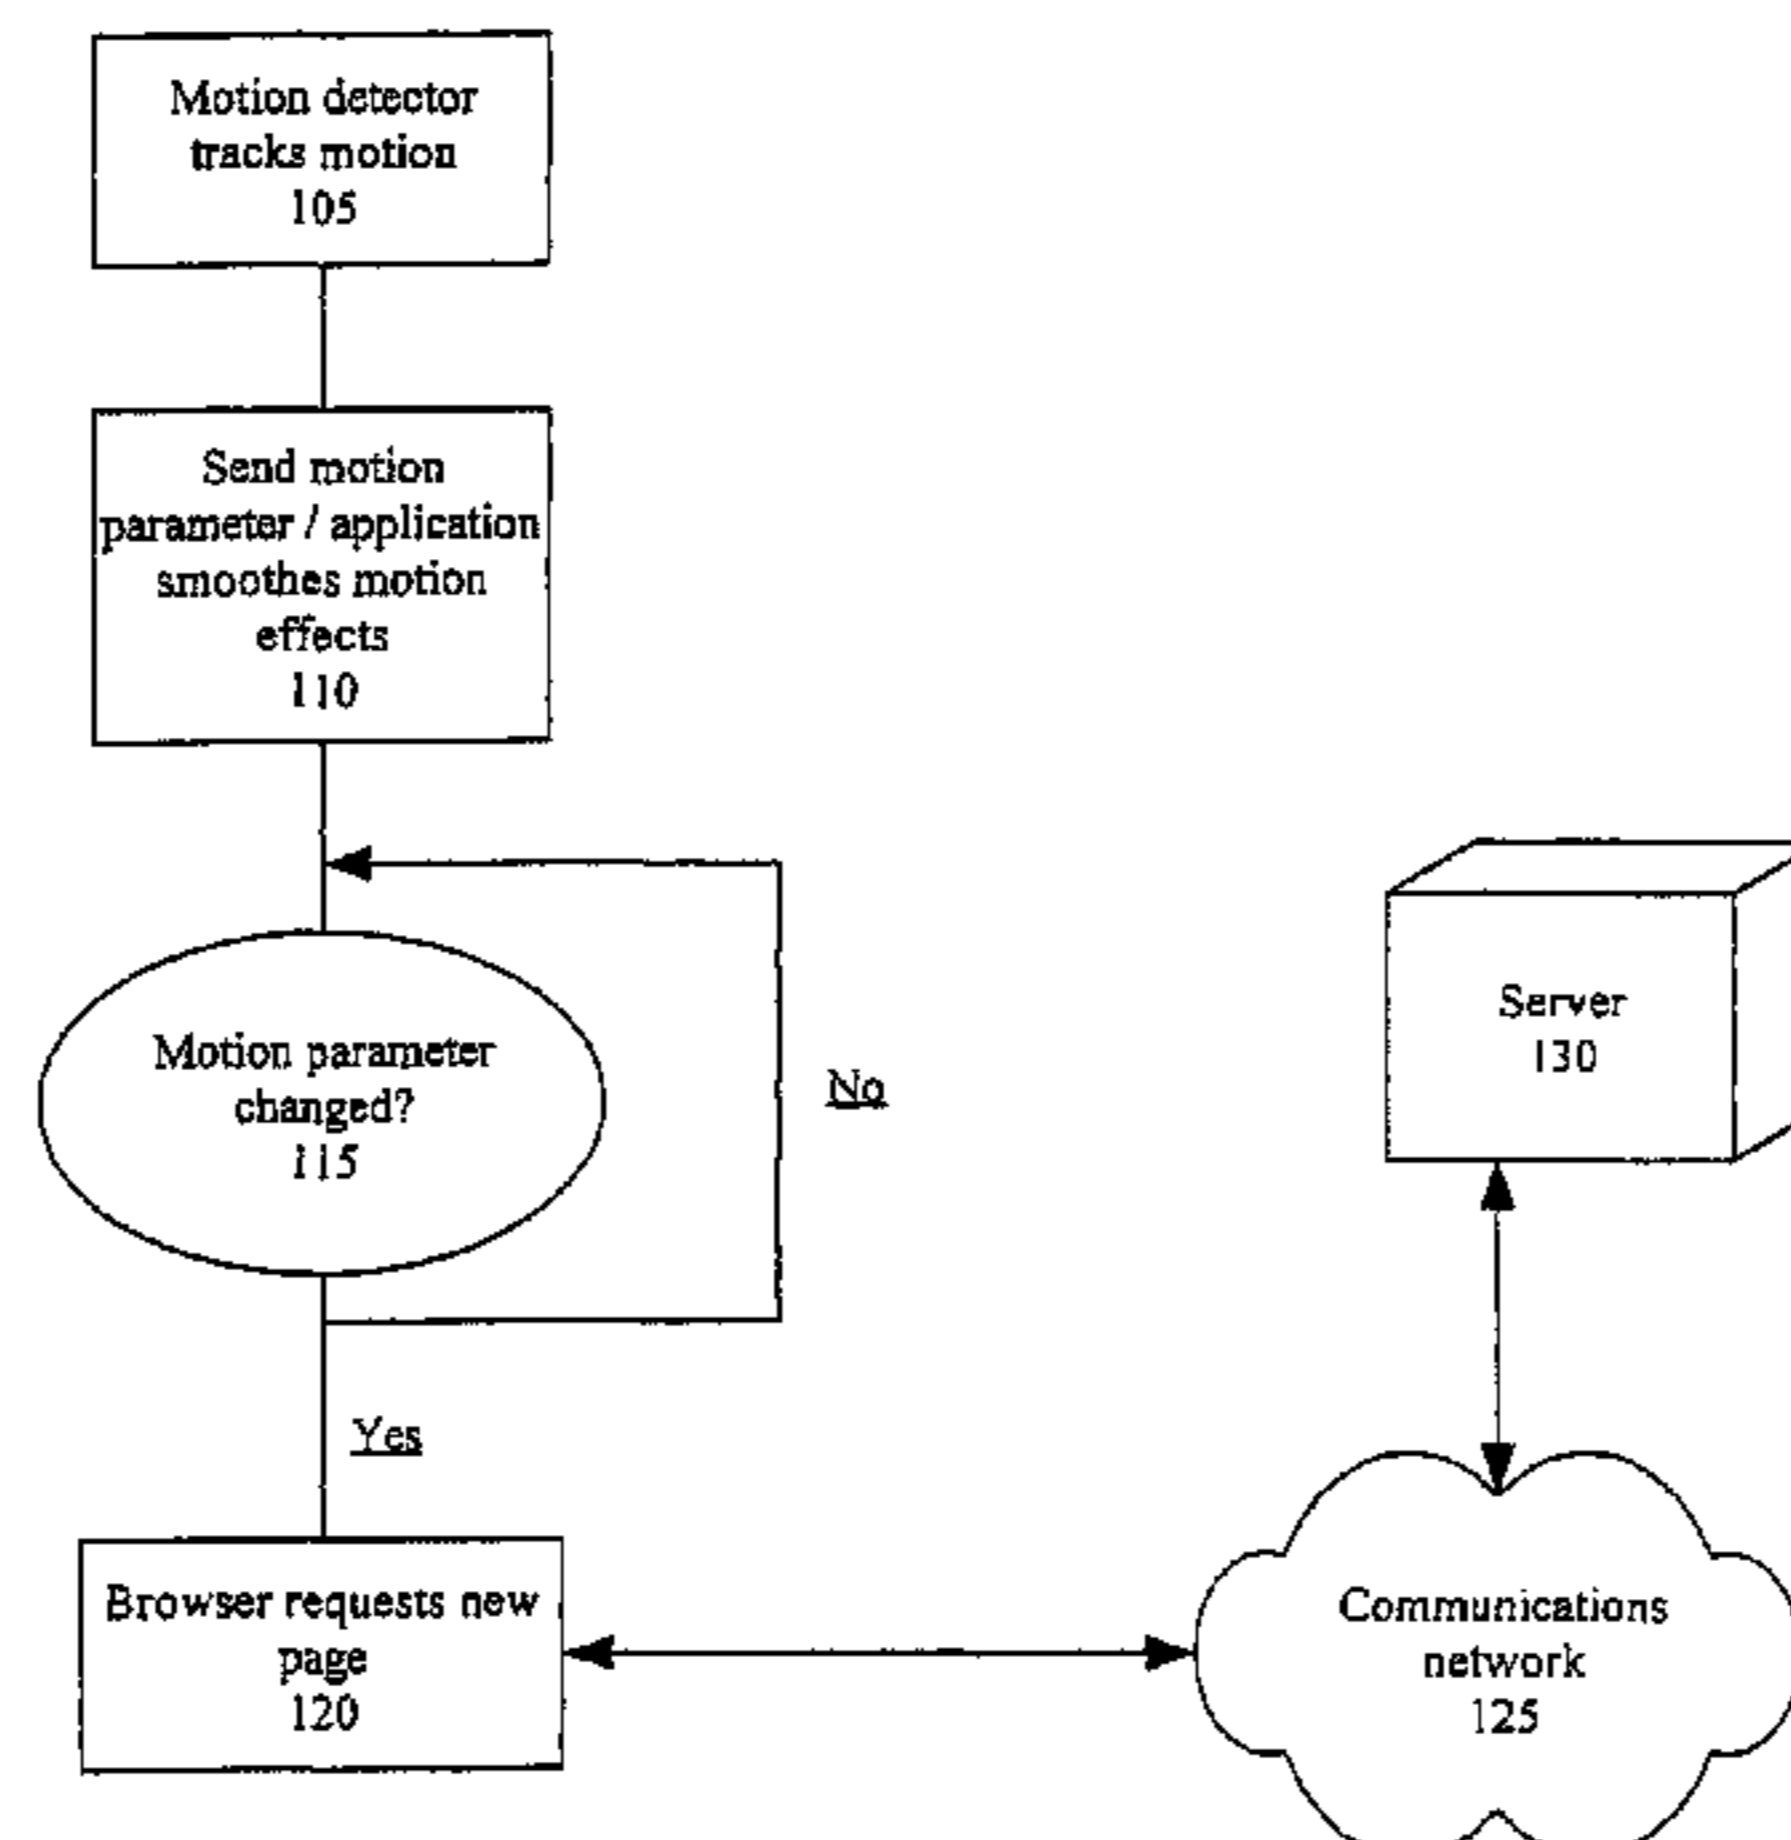 Motion detector
tracks motion
105
Send motion
parameter / application
smoothes motion
effects
110
Motion parameter
changed?
115
No
Yes
Browser requests new
page
120
Server
130
Communications
network
125